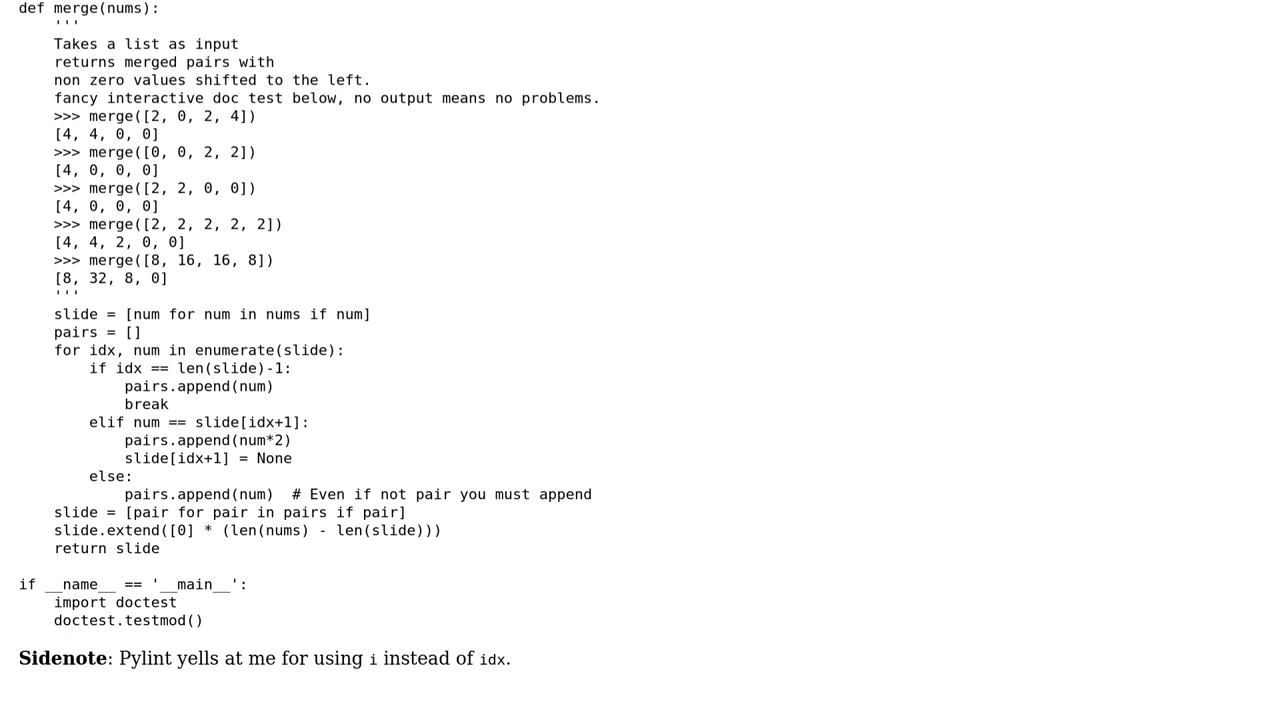 def merge(nums):
    '''
    Takes a list as input
    returns merged pairs with
    non zero values shifted to the left.
    fancy interactive doc test below, no output means no problems.
    >>> merge([2, 0, 2, 4])
    [4, 4, 0, 0]
    >>> merge([0, 0, 2, 2])
    [4, 0, 0, 0]
    >>> merge([2, 2, 0, 0])
    [4, 0, 0, 0]
    >>> merge([2, 2, 2, 2, 2])
    [4, 4, 2, 0, 0]
    >>> merge([8, 16, 16, 8])
    [8, 32, 8, 0]
    '''
    slide = [num for num in nums if num]
    pairs = []
    for idx, num in enumerate(slide):
        if idx == len(slide)-1:
            pairs.append(num)
            break
        elif num == slide[idx+1]:
            pairs.append(num*2)
            slide[idx+1] = None
        else:
            pairs.append(num)  # Even if not pair you must append
    slide = [pair for pair in pairs if pair]
    slide.extend([0] * (len(nums) - len(slide)))
    return slide

if __name__ == '__main__':
    import doctest
    doctest.testmod()
Sidenote: Pylint yells at me for using i instead of idx.